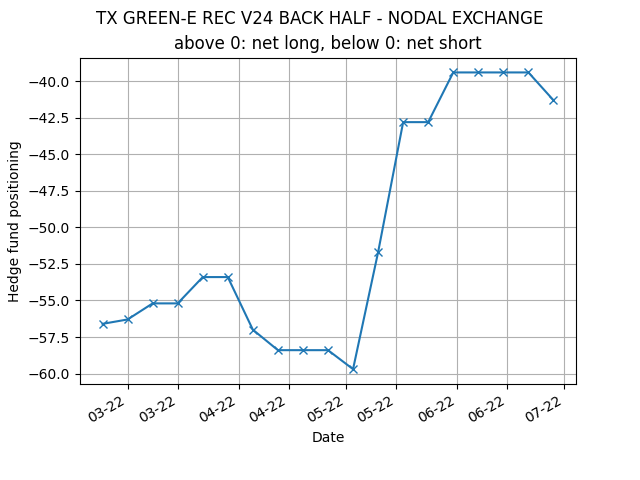 TX GREEN-E REC V24 BACK HALF - NODAL EXCHANGE
above 0: net long, below 0: net short
Hedge fund positioning
−40.0
−42.5
−45.0
−47.5
−50.0
−52.5
−55.0
−57.5
−60.0
03-22 03-22 04-22 04-22 05-22 05-22 06-22 06-22 07-22
Date